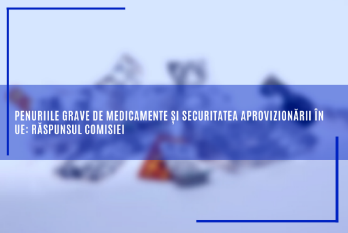 PENURIILE GRAVE DE MEDICAMENTE ȘI SECURITATEA APROVIZIONĂRII ÎN
UE: RĂSPUNSUL COMISIEI